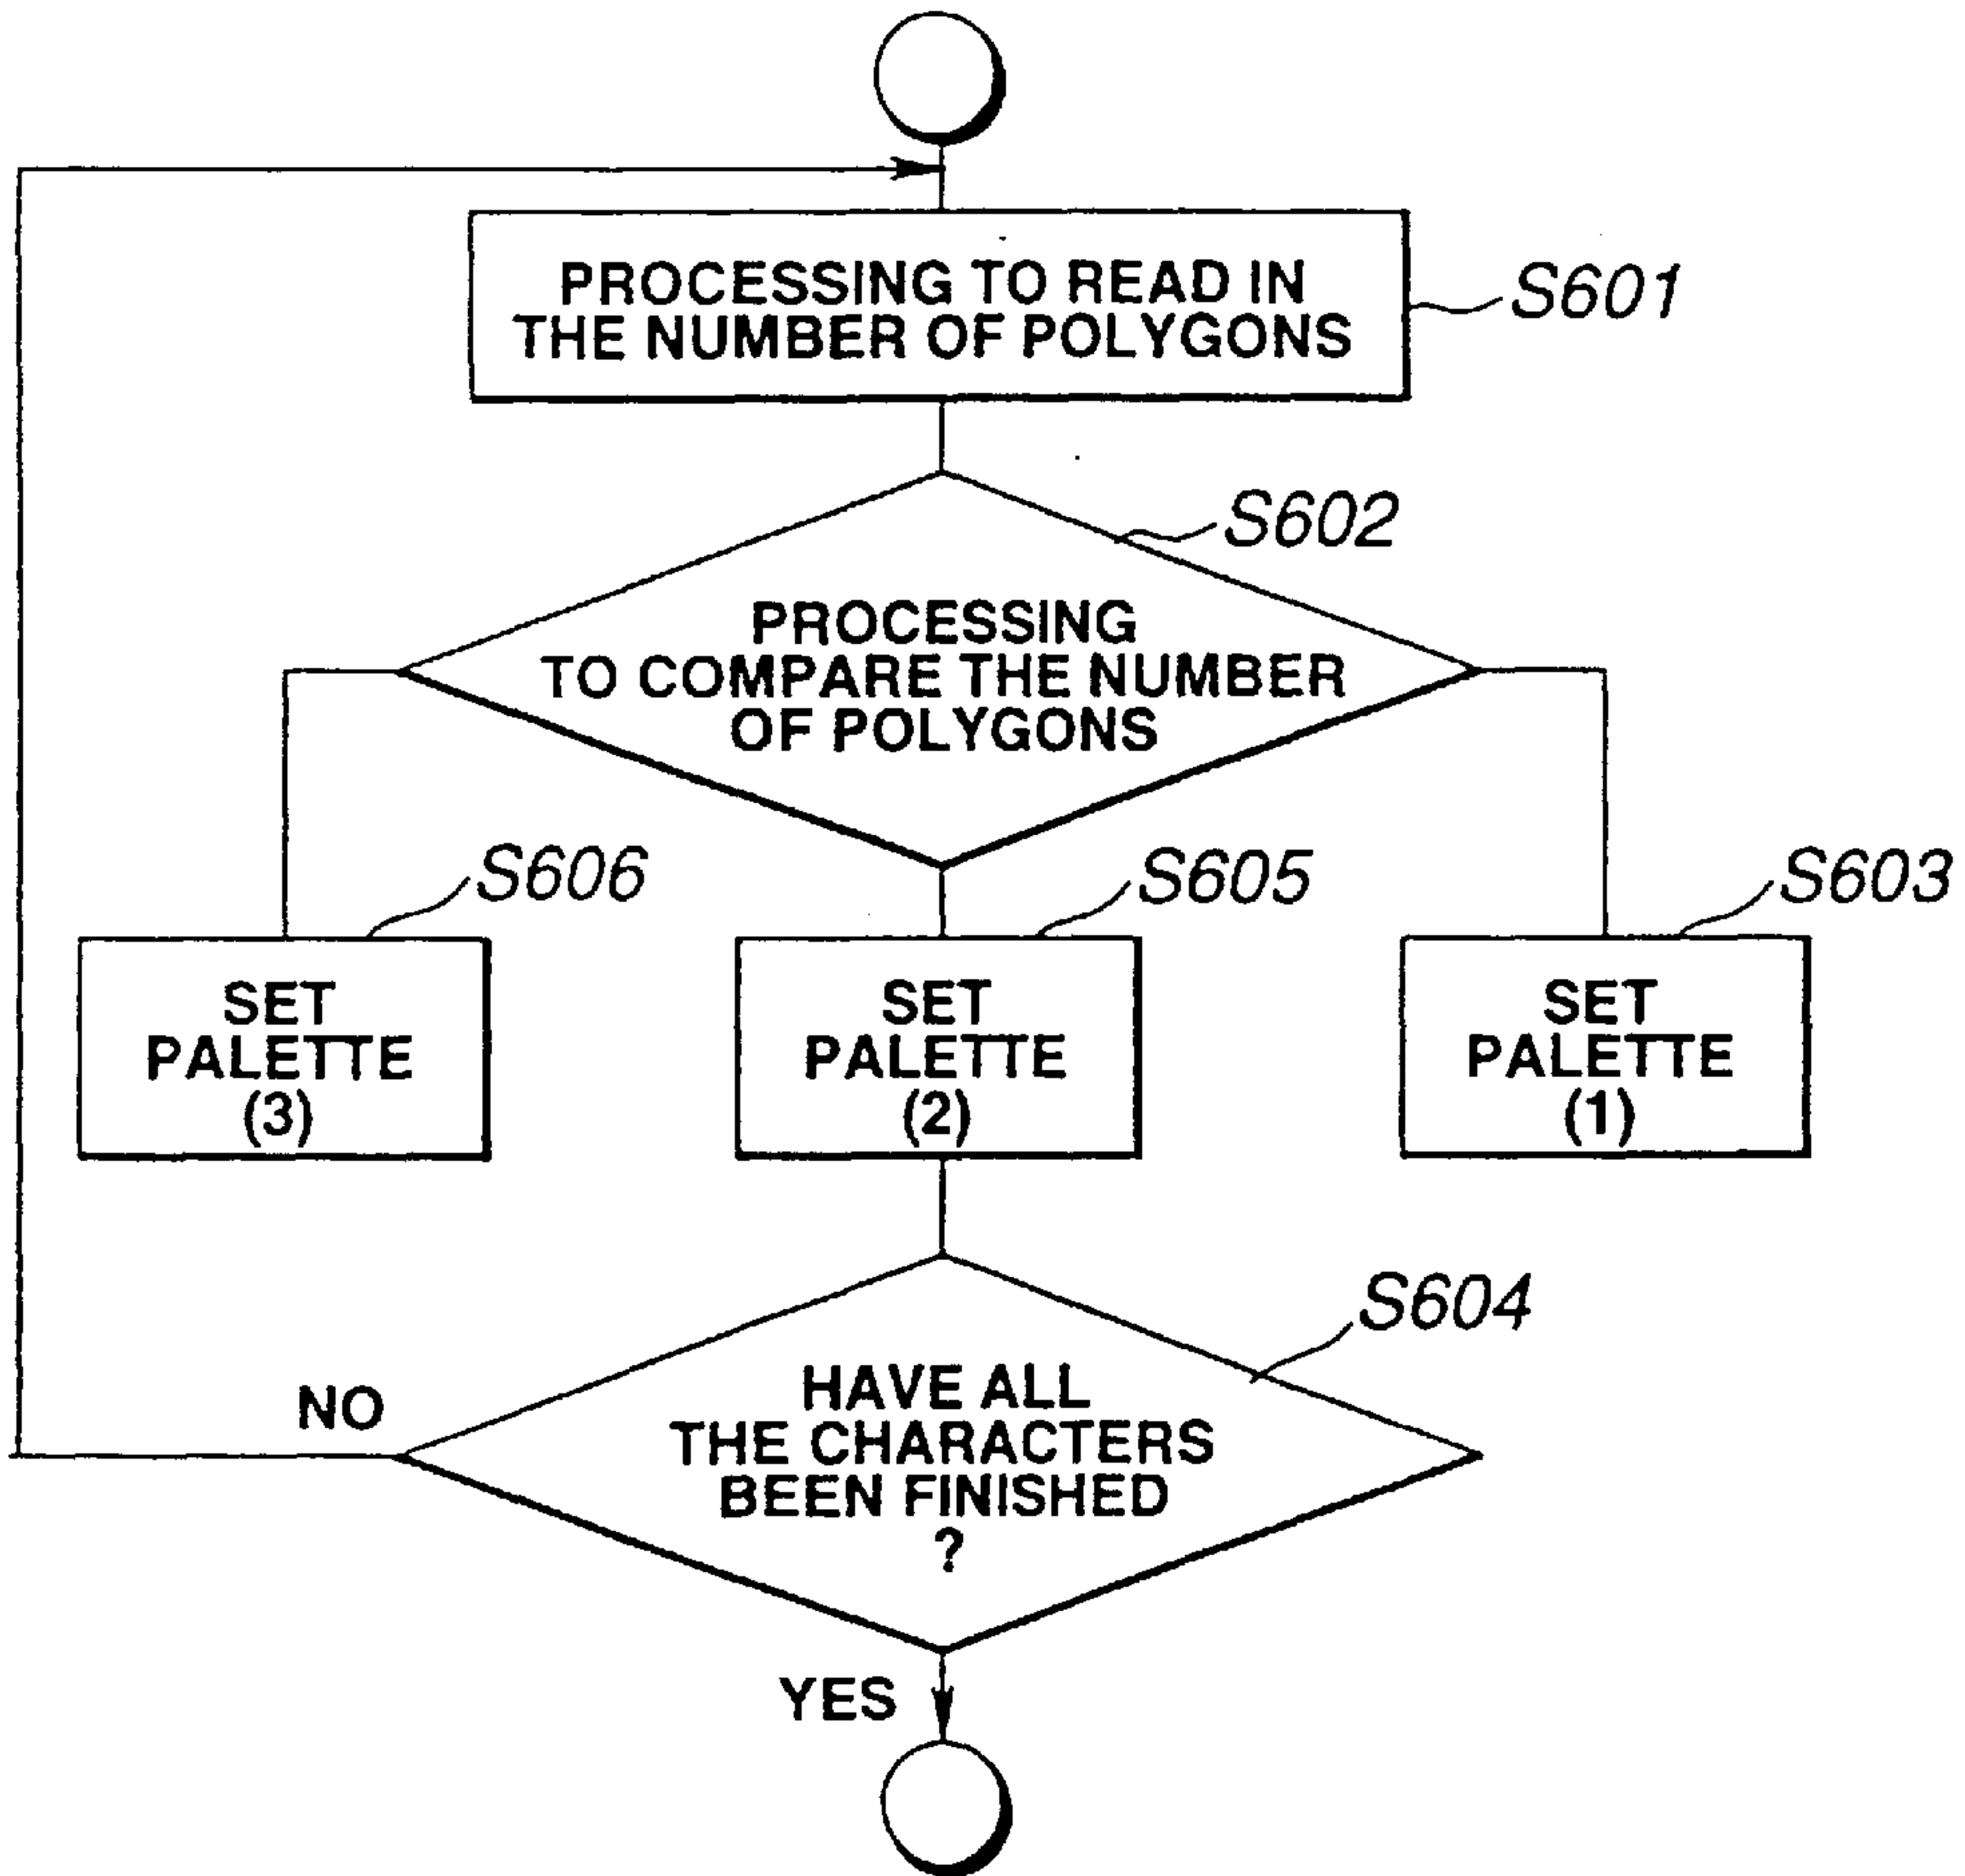 PROCESSING TO READ IN
THE NUMBER OF POLYGONS
S601
S602
PROCESSING
TO COMPARE THE NUMBER
OF POLYGONS
S606
S605
S603
SET
PALETTE
(3)
SET
PALETTE
(2)
SET
PALETTE
(1)
S604
HAVE ALL
THE CHARACTERS
BEEN FINISHED
?
NO
YES